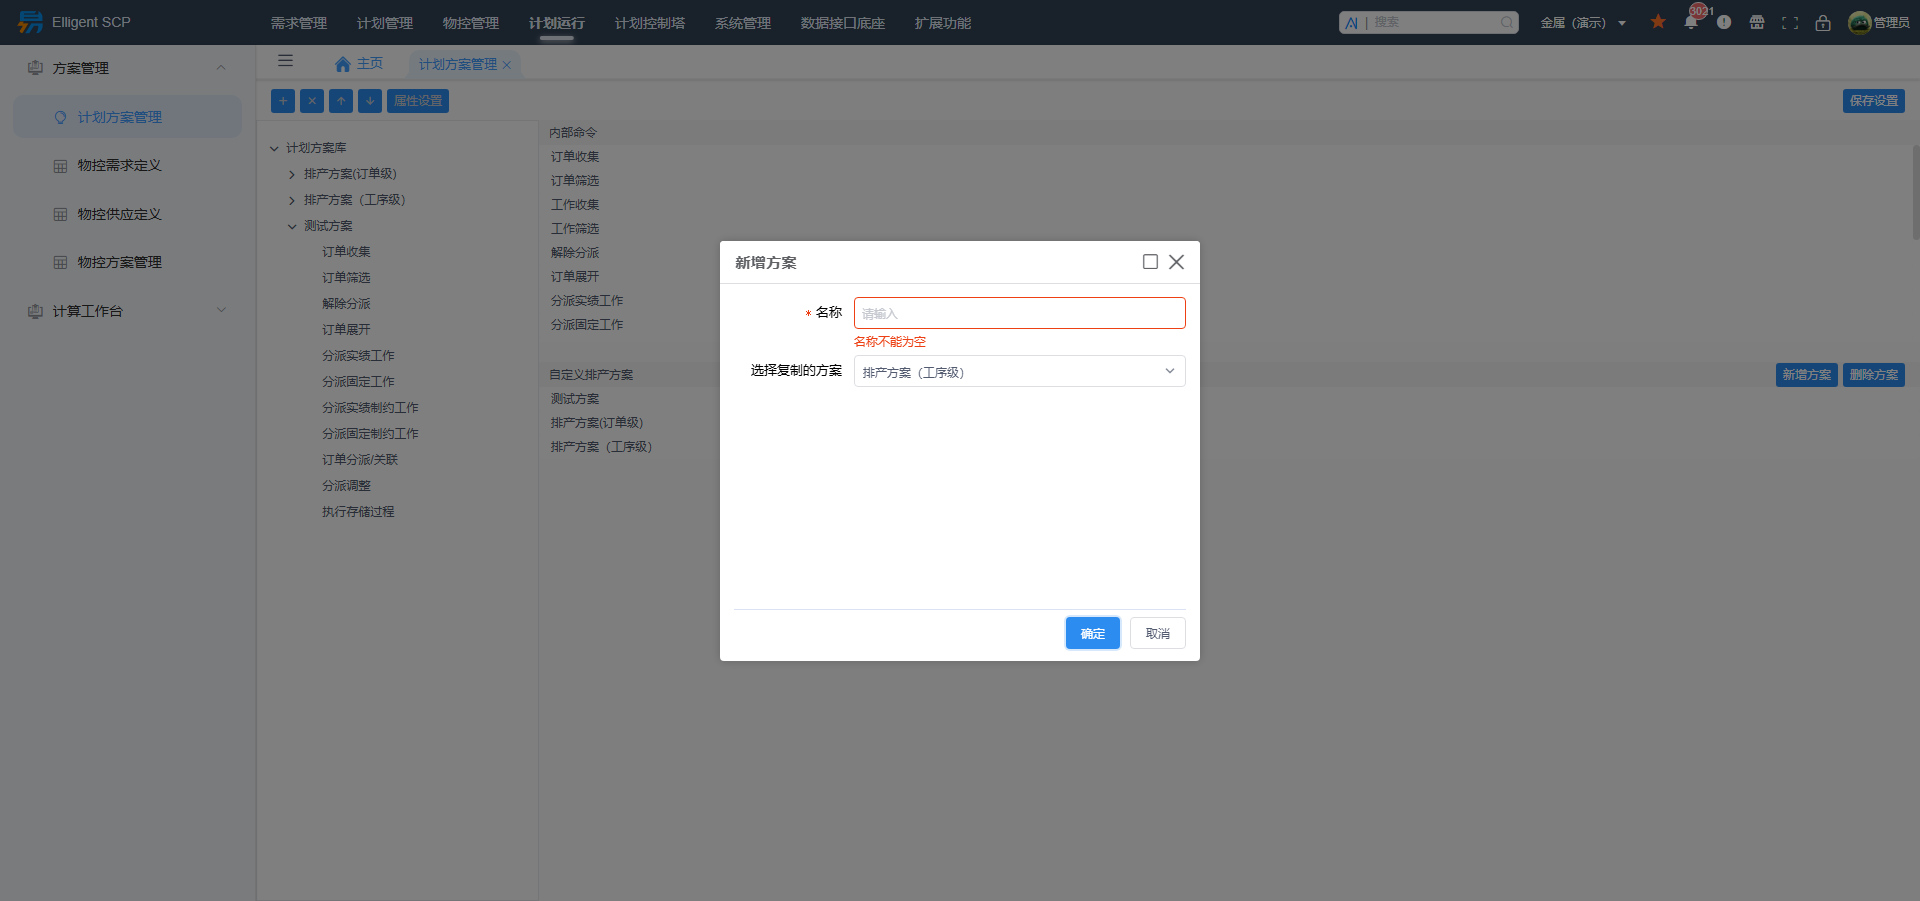 Elligent SCP
需求管理
计划管理
物控管理
计划运行
计划控制塔
系统管理
数据接口底座
扩展功能
AI | 搜索
金属（演示）
3021
管理员
方案管理
计划方案管理
物控需求定义
物控供应定义
物控方案管理
计算工作台
主页
计划方案管理
属性设置
保存设置
计划方案库
排产方案(订单级)
排产方案（工序级）
测试方案
订单收集
订单筛选
解除分派
订单展开
分派实绩工作
分派固定工作
分派实绩制约工作
分派固定制约工作
订单分派/关联
分派调整
执行存储过程
内部命令
订单收集
订单筛选
工作收集
工作筛选
解除分派
订单展开
分派实绩工作
分派固定工作
自定义排产方案
新增方案
删除方案
测试方案
排产方案(订单级)
排产方案（工序级）
新增方案
* 名称
请输入
名称不能为空
选择复制的方案
排产方案（工序级）
确定
取消